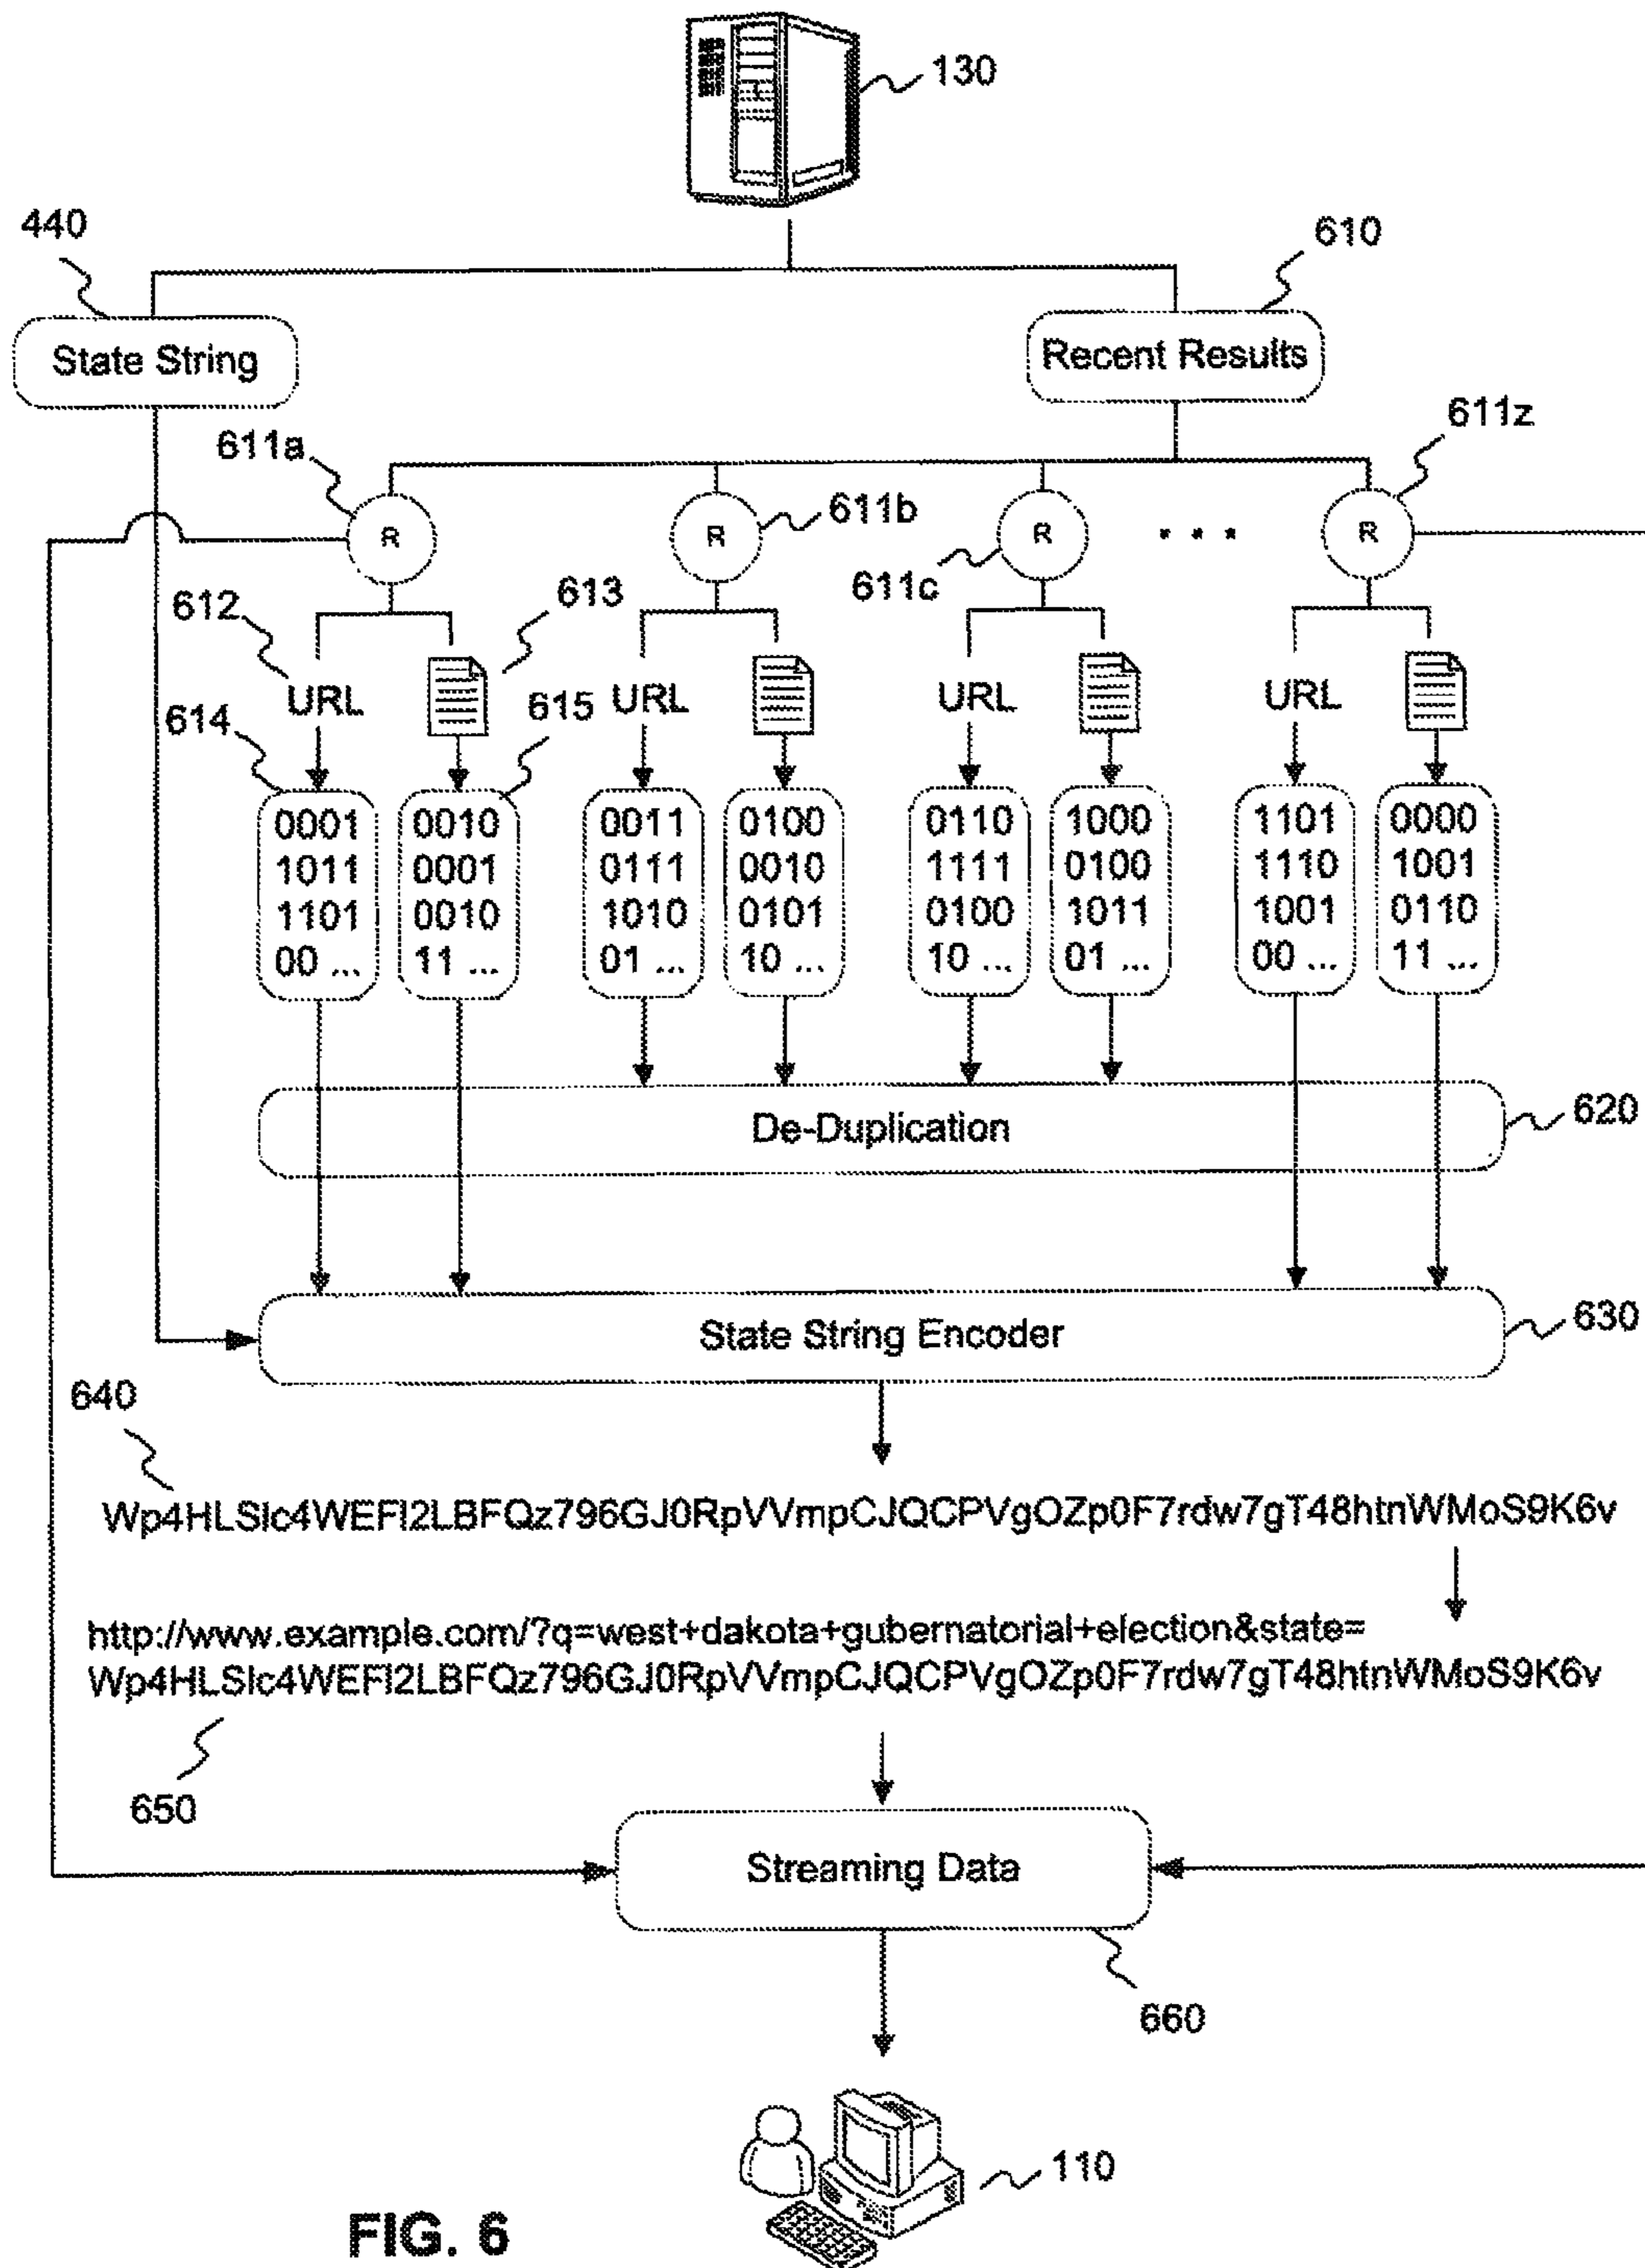 130
440
610
State String
Recent Results
611a
611z
R
R
611b
R
611c
. . .
R
612
613
URL
URL
URL
URL
614
615
0001
1011
1101
00 ...
0010
0001
0010
11 ...
0011
0111
1010
01 ...
0100
0010
0101
10 ...
0110
1111
0100
10 ...
1000
0100
1011
01 ...
1101
1110
1001
00 ...
0000
1001
0110
11 ...
De-Duplication
620
State String Encoder
630
640
Wp4HLSIc4WEFI2LBFQz796GJ0RpVVmpCJQCPVgOZp0F7rdw7gT48htnWMoS9K6v
http://www.example.com/?q=west+dakota+gubernatorial+election&state=
Wp4HLSIc4WEFI2LBFQz796GJ0RpVVmpCJQCPVgOZp0F7rdw7gT48htnWMoS9K6v
650
Streaming Data
660
110
FIG. 6